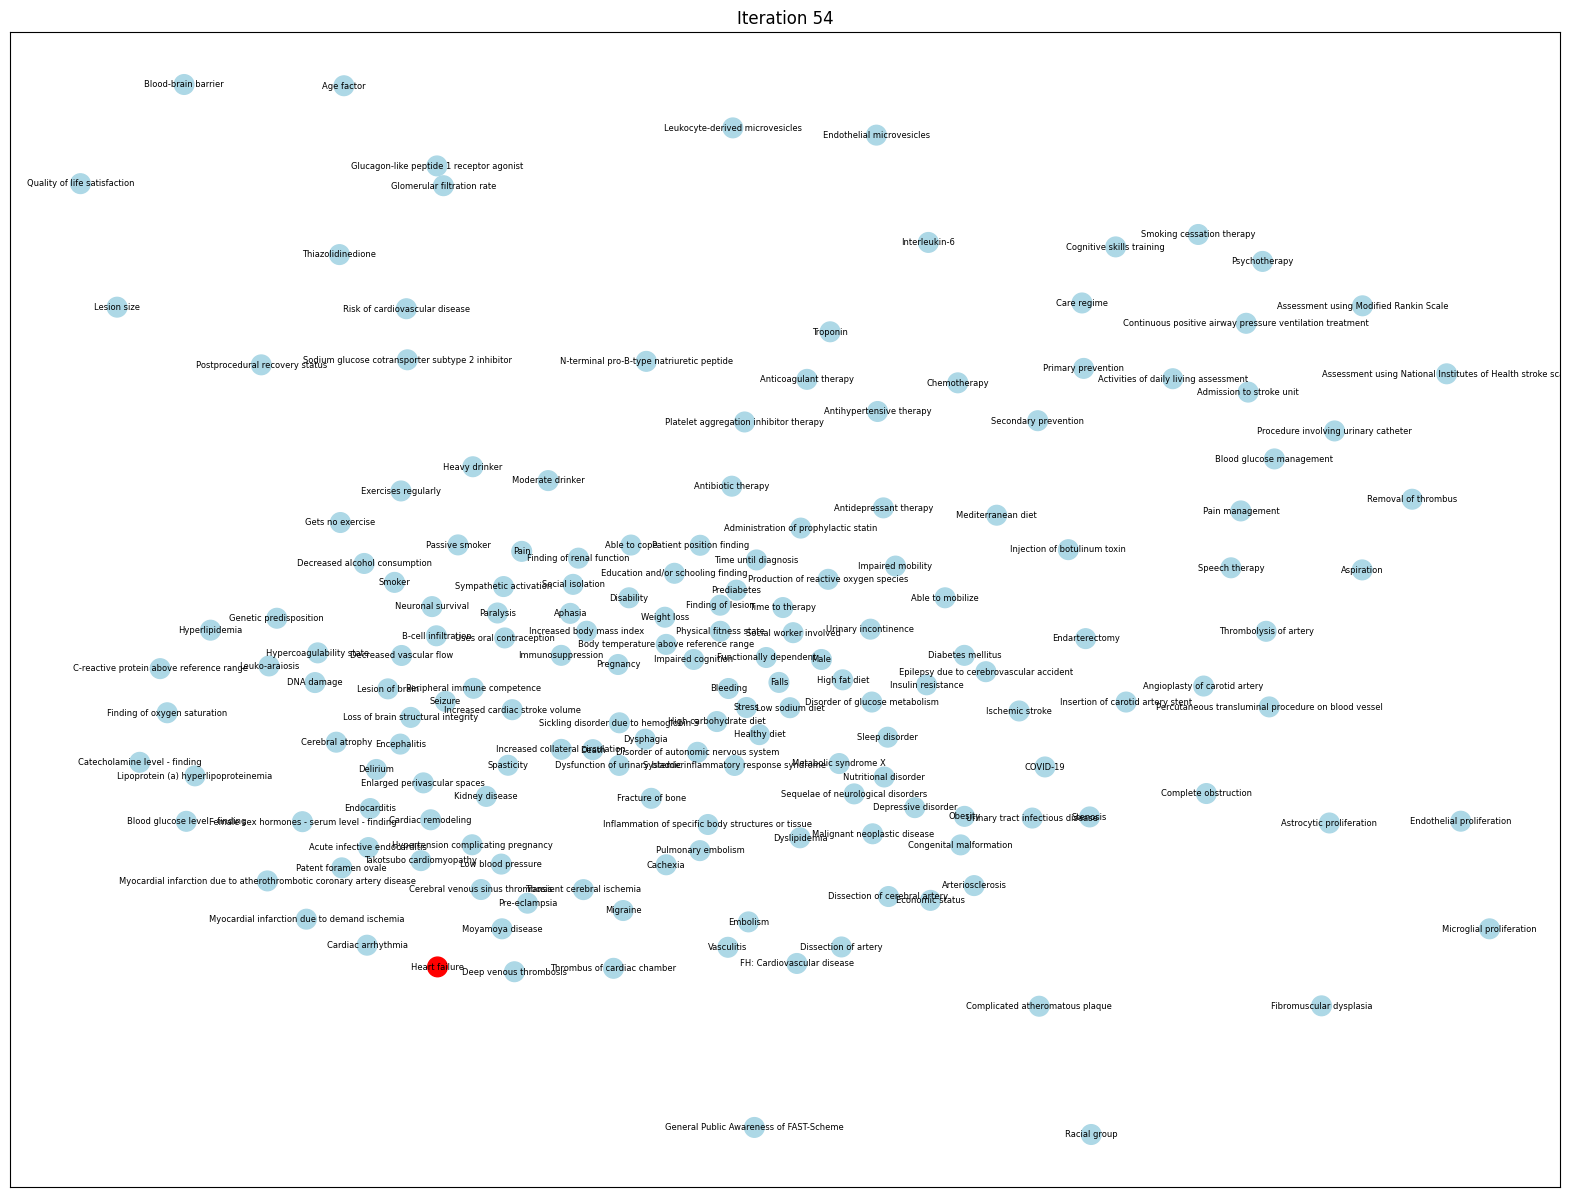 Iteration 54
Blood-brain barrier
Age factor
Leukocyte-derived microvesicles
Endothelial microvesicles
Glucagon-like peptide 1 receptor agonist
Quality of life satisfaction
Glomerular filtration rate
Smoking cessation therapy
Interleukin-6
Cognitive skills training
Thiazolidinedione
Psychotherapy
Care regime
Assessment using Modified Rankin Scale
Lesion size
Risk of cardiovascular disease
Continuous positive airway pressure ventilation treatment
Troponin
Sodium glucose cotransporter subtype 2 inhibitor
N-terminal pro-B-type natriuretic peptide
Postprocedural recovery status
Primary prevention
Assessment using National Institutes of Health stroke sc
Anticoagulant therapy
Activities of daily living assessment
Chemotherapy
Admission to stroke unit
Antihypertensive therapy
Platelet aggregation inhibitor therapy
Secondary prevention
Procedure involving urinary catheter
Blood glucose management
Heavy drinker
Moderate drinker
Antibiotic therapy
Exercises regularly
Removal of thrombus
Antidepressant therapy
Pain management
Mediterranean diet
Gets no exercise
Administration of prophylactic statin
Passive smoker
Able to cope
Patient position finding
Pain
Injection of botulinum toxin
Finding of renal function
Time until diagnosis
Decreased alcohol consumption
Impaired mobility
Speech therapy
Aspiration
Education and/or schooling finding
Production of reactive oxygen species
Smoker
Sympathetic activation
Social isolation
Prediabetes
Disability
Able to mobilize
Neuronal survival
Finding of lesion
Time to therapy
Paralysis
Aphasia
Weight loss
Genetic predisposition
Hyperlipidemia
Increased body mass index
Physical fitness state
Social worker involved
Urinary incontinence
Thrombolysis of artery
B-cell infiltration
Uses oral contraception
Endarterectomy
Body temperature above reference range
Hypercoagulability state
Decreased vascular flow
Immunosuppression
Diabetes mellitus
Impaired cognition
Functionally dependent
Male
Pregnancy
Leuko-araiosis
C-reactive protein above reference range
Epilepsy due to cerebrovascular accident
High fat diet
DNA damage
Falls
Insulin resistance
Angioplasty of carotid artery
Lesion of brain
Peripheral immune competence
Bleeding
Seizure
Disorder of glucose metabolism
Insertion of carotid artery stent
Percutaneous transluminal procedure on blood vessel
Stress
Low sodium diet
Increased cardiac stroke volume
Ischemic stroke
Finding of oxygen saturation
Loss of brain structural integrity
High carbohydrate diet
Sickling disorder due to hemoglobin S
Healthy diet
Sleep disorder
Dysphagia
Cerebral atrophy
Encephalitis
Increased collateral circulation
Death
Disorder of autonomic nervous system
Catecholamine level - finding
Metabolic syndrome X
Spasticity
Dysfunction of urinary bladder
Systemic inflammatory response syndrome
COVID-19
Delirium
Lipoprotein (a) hyperlipoproteinemia
Nutritional disorder
Enlarged perivascular spaces
Complete obstruction
Sequelae of neurological disorders
Kidney disease
Fracture of bone
Endocarditis
Depressive disorder
Obesity
Urinary tract infectious disease
Stenosis
Blood glucose level - finding
Female sex hormones - serum level - finding
Cardiac remodeling
Endothelial proliferation
Astrocytic proliferation
Inflammation of specific body structures or tissue
Malignant neoplastic disease
Dyslipidemia
Hypertension complicating pregnancy
Congenital malformation
Acute infective endocarditis
Pulmonary embolism
Takotsubo cardiomyopathy
Low blood pressure
Cachexia
Patent foramen ovale
Myocardial infarction due to atherothrombotic coronary artery disease
Arteriosclerosis
Cerebral venous sinus thrombosis
Transient cerebral ischemia
Dissection of cerebral artery
Economic status
Pre-eclampsia
Migraine
Myocardial infarction due to demand ischemia
Embolism
Moyamoya disease
Microglial proliferation
Cardiac arrhythmia
Vasculitis
Dissection of artery
FH: Cardiovascular disease
Heart failure
Thrombus of cardiac chamber
Deep venous thrombosis
Complicated atheromatous plaque
Fibromuscular dysplasia
General Public Awareness of FAST-Scheme
Racial group